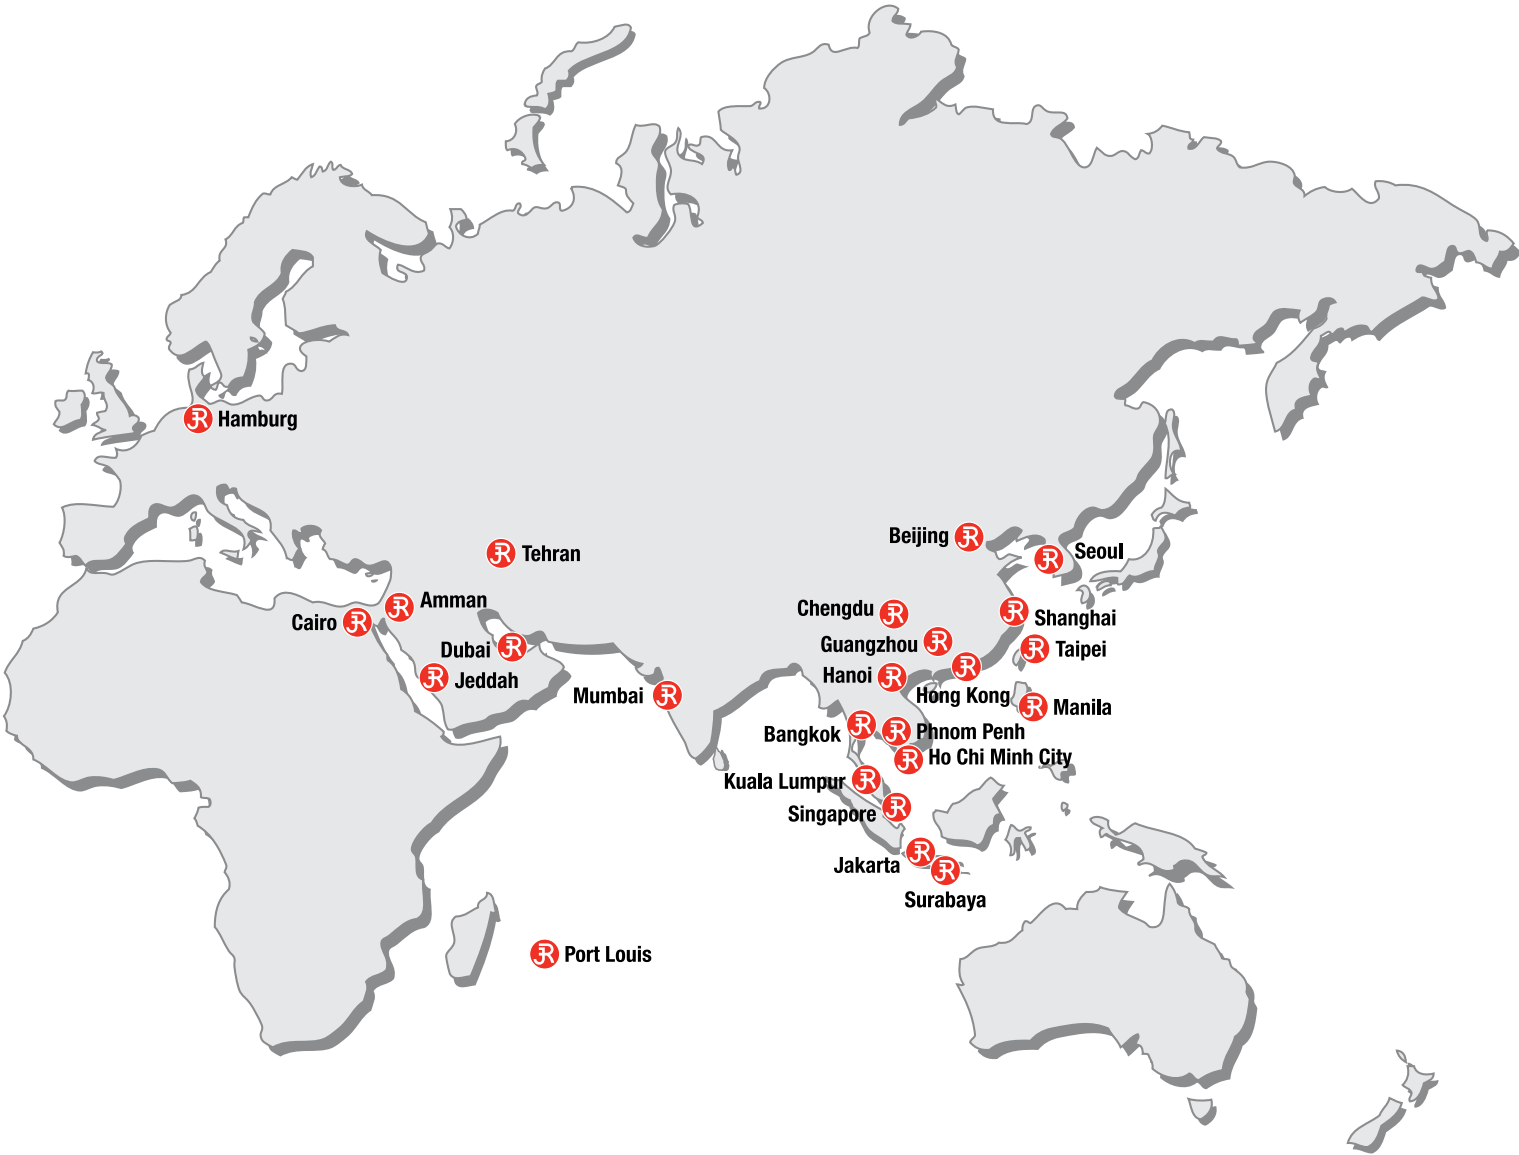 Hamburg
Beijing
Seoul
Tehran
Amman
Chengdu
Cairo
Shanghai
Guangzhou
Dubai
Taipei
Hanoi
Jeddah
Mumbai
Hong Kong
Manila
Bangkok
Phnom Penh
Ho Chi Minh City
Kuala Lumpur
Singapore
Jakarta
Surabaya
Port Louis